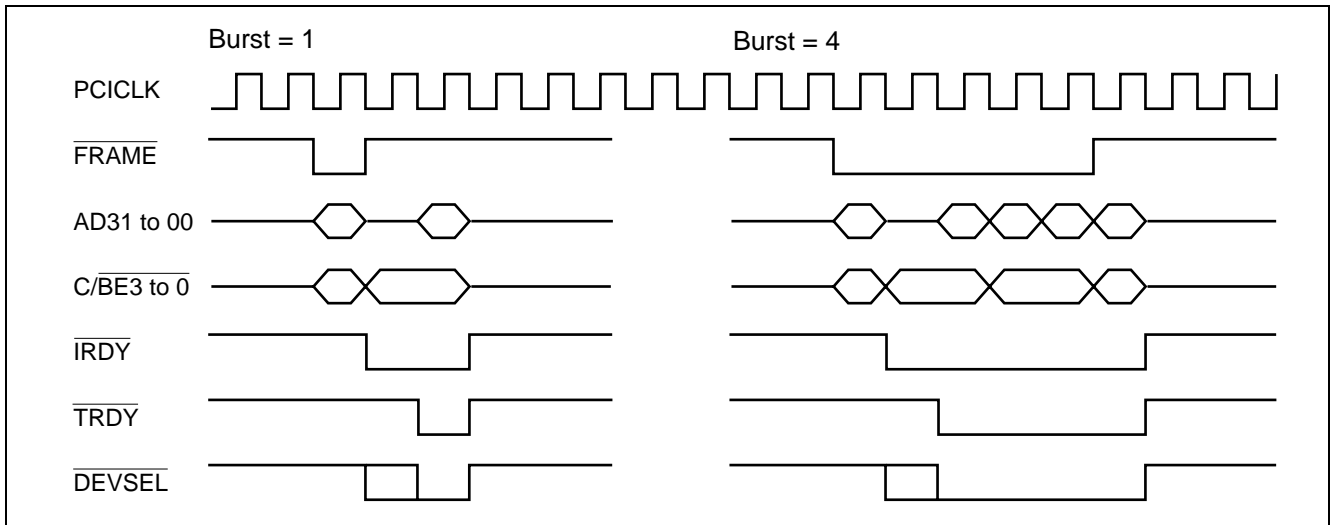 Burst = 1 Burst = 4
PCICLK
FRAME
AD31 to 00
C/BE3 to 0
IRDY
TRDY
DEVSEL